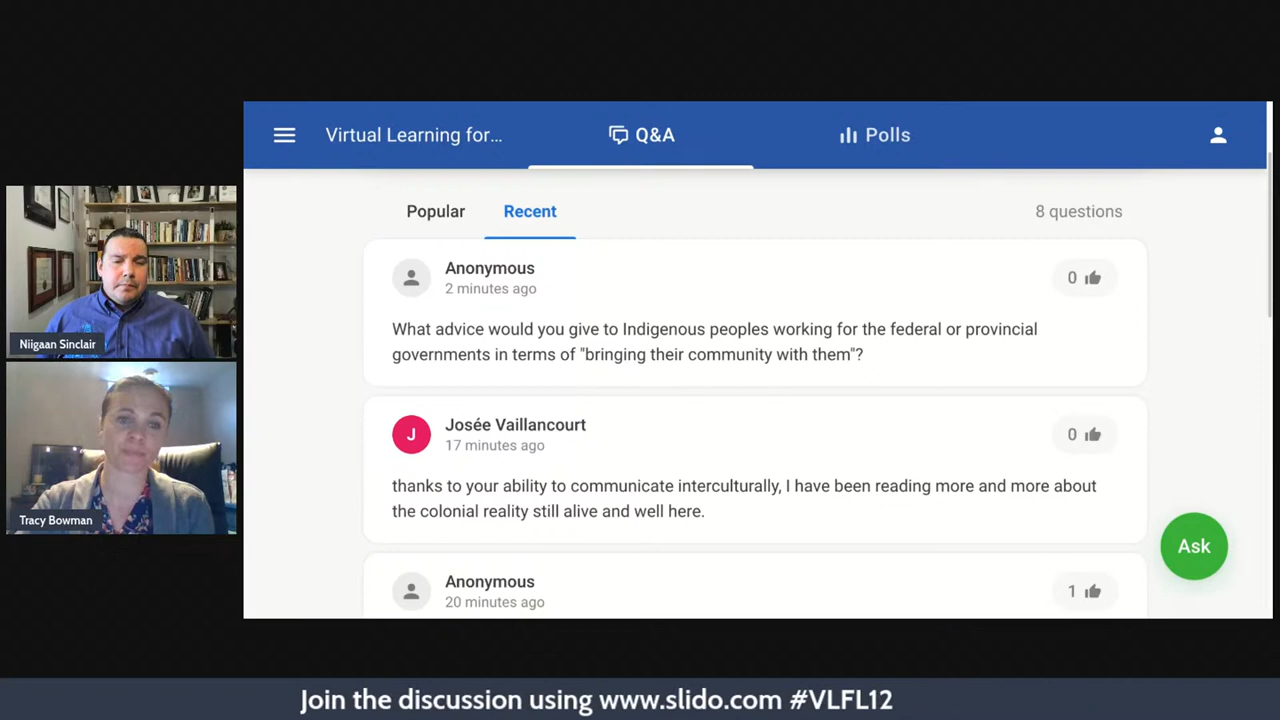 Virtual Learning for...
Q&A
Polls
Popular
Recent
8 questions
Anonymous
2 minutes ago
0
What advice would you give to Indigenous peoples working for the federal or provincial
governments in terms of "bringing their community with them"?
Josée Vaillancourt
17 minutes ago
0
thanks to your ability to communicate interculturally, I have been reading more and more about
the colonial reality still alive and well here.
J
Anonymous
20 minutes ago
1
Ask
Niigaan Sinclair
Tracy Bowman
Join the discussion using www.slido.com #VLFL12